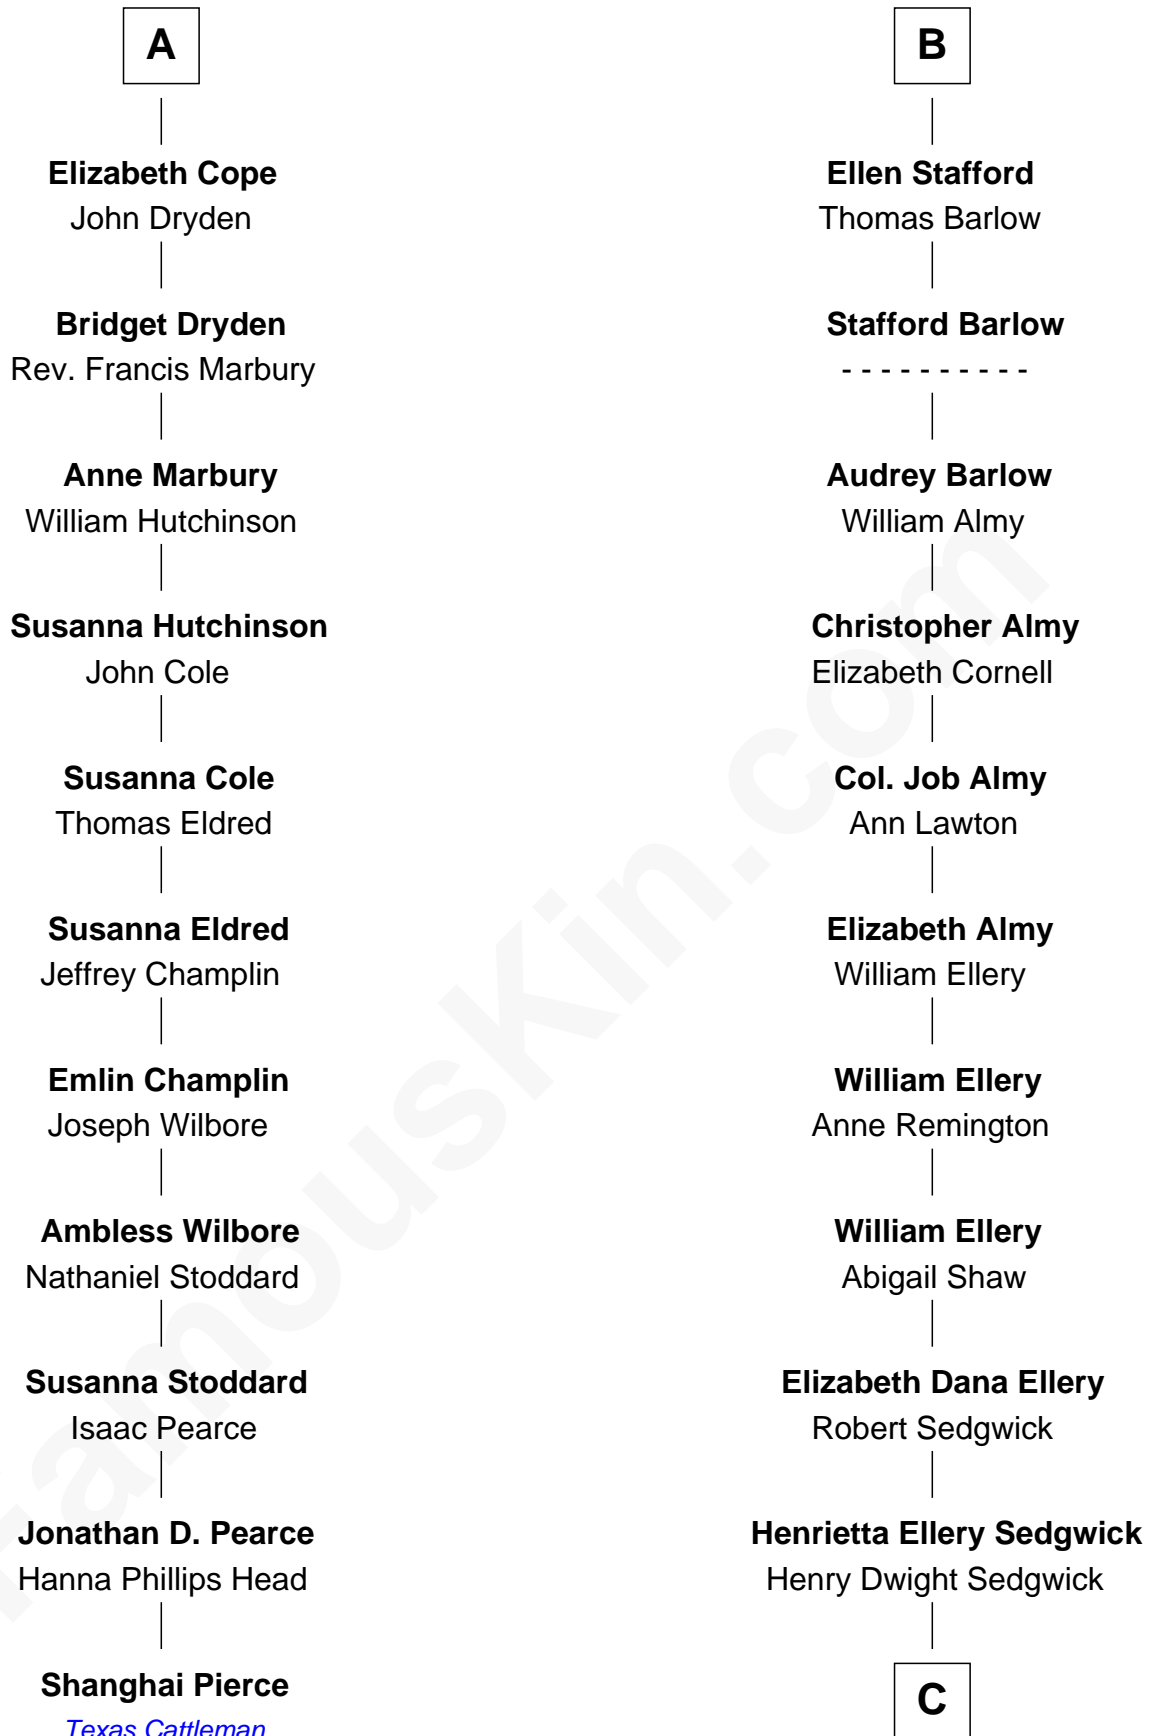 A
Elizabeth Cope
John Dryden
Bridget Dryden
Rev. Francis Marbury
Anne Marbury
William Hutchinson
Susanna Hutchinson
John Cole
Susanna Cole
Thomas Eldred
Susanna Eldred
Jeffrey Champlin
Emlin Champlin
Joseph Wilbore
Ambless Wilbore
Nathaniel Stoddard
Susanna Stoddard
Isaac Pearce
Jonathan D. Pearce
Hanna Phillips Head
Shanghai Pierce
Texas Cattleman
B
Ellen Stafford
Thomas Barlow
Stafford Barlow
- - - - - - - - - -
Audrey Barlow
William Almy
Christopher Almy
Elizabeth Cornell
Col. Job Almy
Ann Lawton
Elizabeth Almy
William Ellery
William Ellery
Anne Remington
William Ellery
Abigail Shaw
Elizabeth Dana Ellery
Robert Sedgwick
Henrietta Ellery Sedgwick
Henry Dwight Sedgwick
C
FamousKin.com